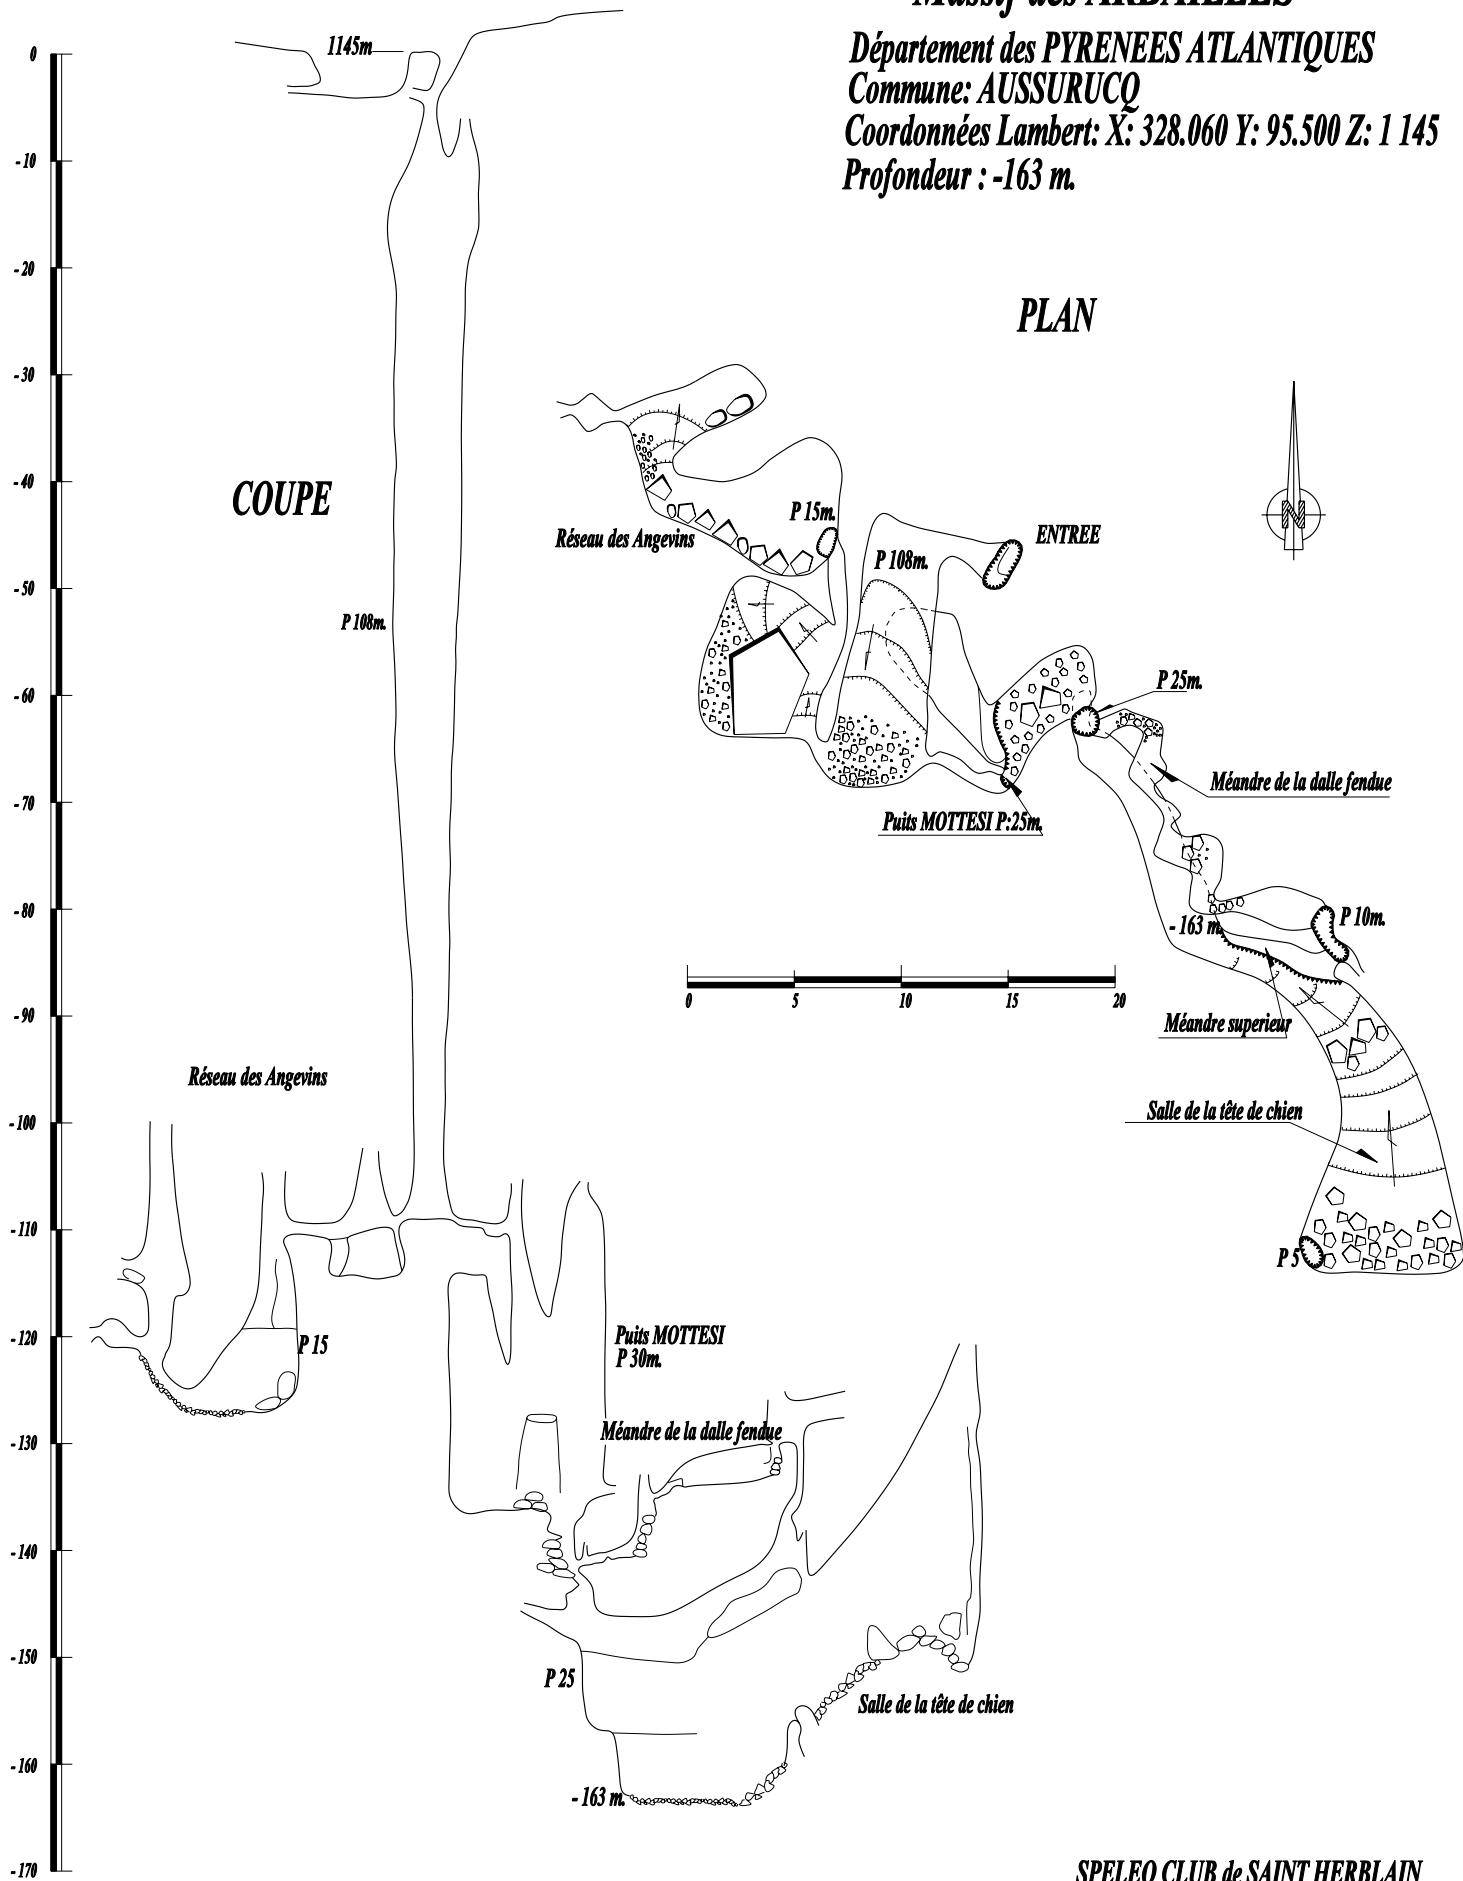 Massif des ARBAILLES
Département des PYRENEES ATLANTIQUES
Commune: AUSSURUCQ
Coordonnées Lambert: X: 328.060 Y: 95.500 Z: 1 145
Profondeur : -163 m.
0
- 10
- 20
- 30
- 40
- 50
- 60
- 70
- 80
- 90
- 100
- 110
- 120
- 130
- 140
- 150
- 160
- 170
1145m
COUPE
P 108m.
Réseau des Angevins
P 15
Puits MOTTESI
P 30m.
Méandre de la dalle fendue
P 25
Salle de la tête de chien
- 163 m.
PLAN
N
Réseau des Angevins
P 15m.
P 108m.
ENTREE
P 25m.
Méandre de la dalle fendue
Puits MOTTESI P:25m.
P 10m.
- 163 m.
0 5 10 15 20
Méandre superieur
Salle de la tête de chien
P 5
SPELEO CLUB de SAINT HERBLAIN